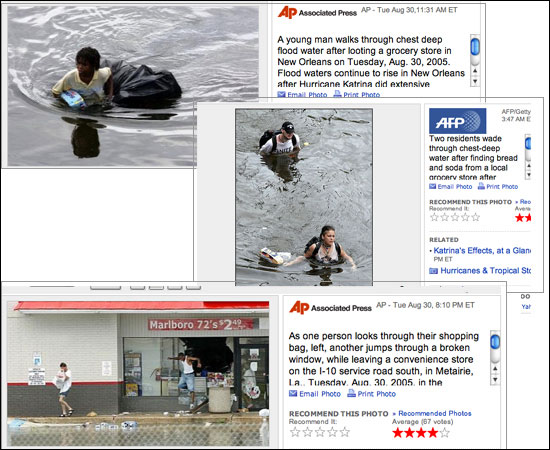 AP Associated Press AP - Tue Aug 30,11:31 AM ET
A young man walks through chest deep
flood water after looting a grocery store in
New Orleans on Tuesday, Aug. 30, 2005.
Flood waters continue to rise in New Orleans
after Hurricane Katrina did extensive
Email Photo Print Photo
AFP
AFP/Getty
3:47 AM E
Two residents wade
through chest-deep
water after finding bread
and soda from a local
grocery store after
Email Photo Print Photo
RECOMMEND THIS PHOTO » Rec
Recommend It: Avera
RELATED
• Katrina's Effects, at a Glanc
PM ET
Hurricanes & Tropical Sto
DO
Yah
Marlboro 72's $2.49
AP Associated Press AP - Tue Aug 30, 8:10 PM ET
As one person looks through their shopping
bag, left, another jumps through a broken
window, while leaving a convenience store
on the I-10 service road south, in Metairie,
La., Tuesday, Aug. 30, 2005, in the
Email Photo Print Photo
RECOMMEND THIS PHOTO » Recommended Photos
Recommend It: Average (67 votes)